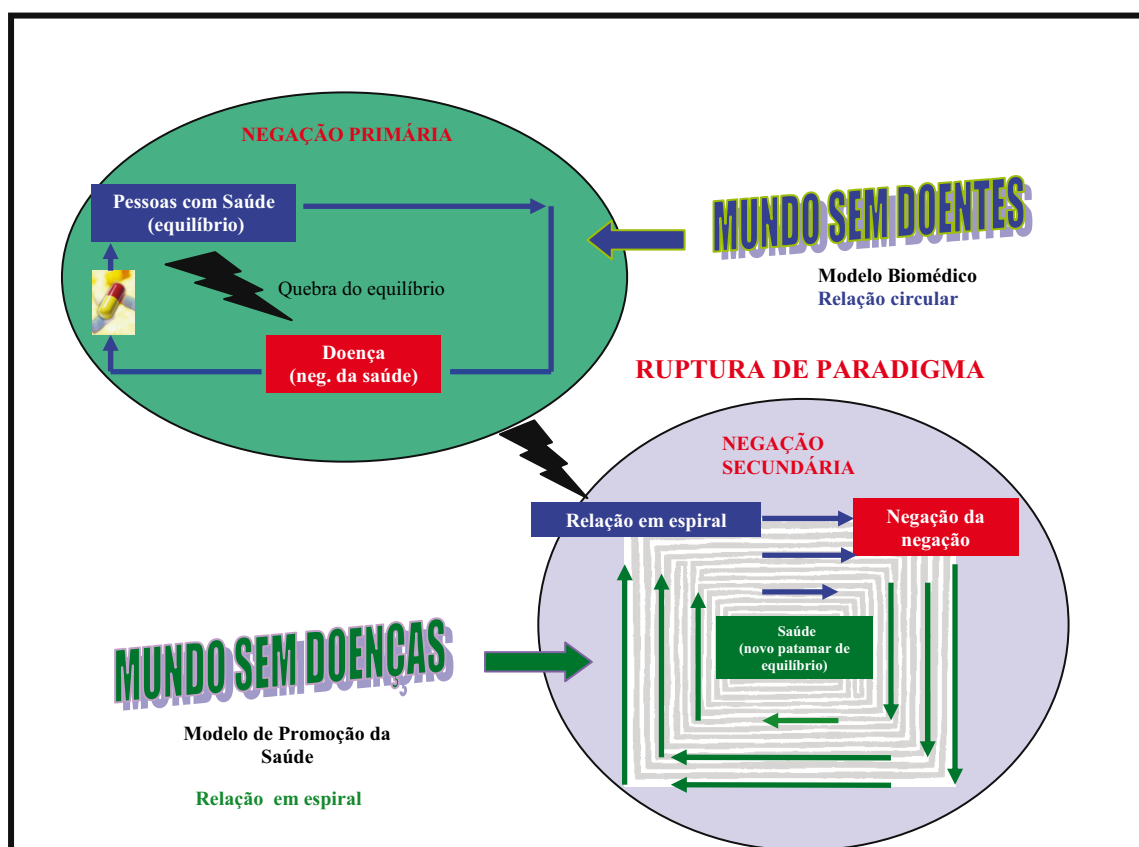 NEGAÇÃO PRIMÁRIA
Pessoas com Saúde
(equilíbrio)
Quebra do equilíbrio
Doença
(neg. da saúde)
MUNDO SEM DOENTES
Modelo Biomédico
Relação circular
RUPTURA DE PARADIGMA
NEGAÇÃO
SECUNDÁRIA
Relação em espiral
Negação da
negação
Saúde
(novo patamar de
equilíbrio)
MUNDO SEM DOENÇAS
Modelo de Promoção da
Saúde
Relação em espiral